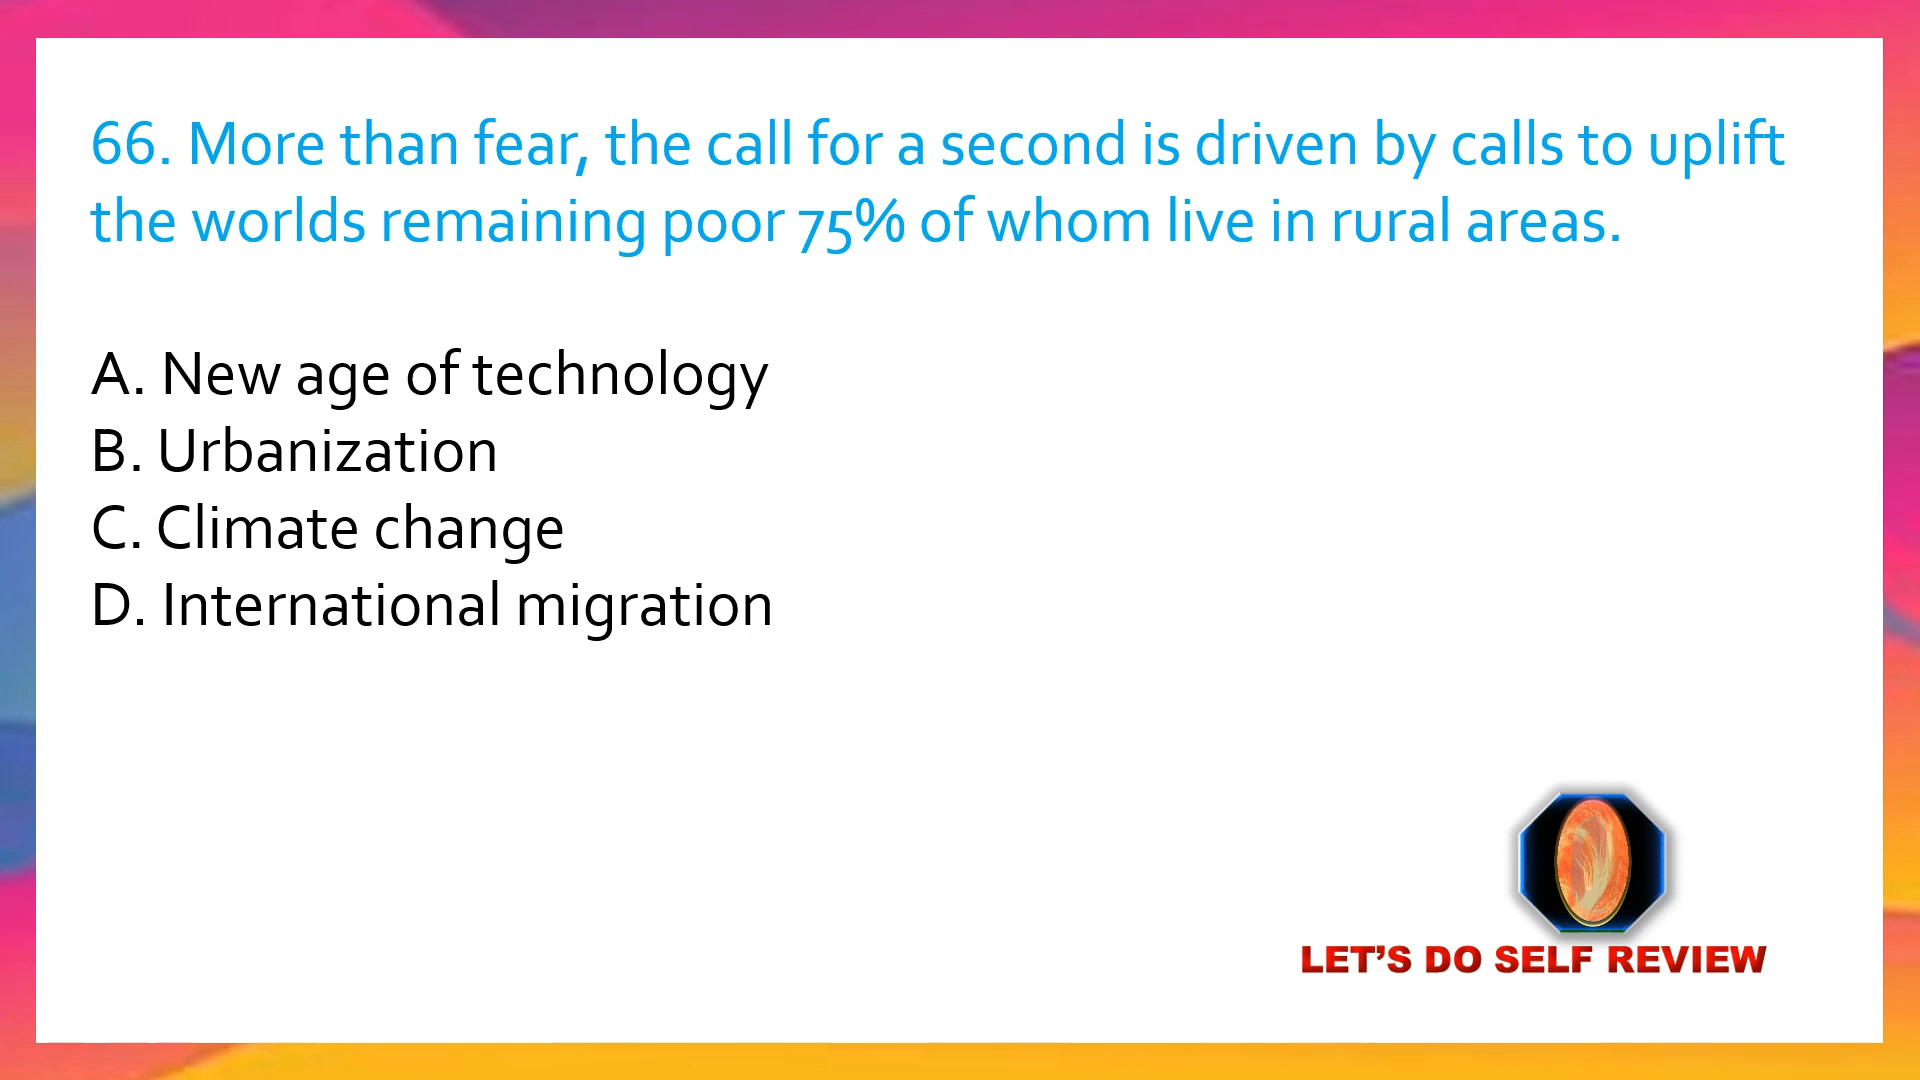 66. More than fear, the call for a second is driven by calls to uplift
the worlds remaining poor 75% of whom live in rural areas.
A. New age of technology
B. Urbanization
C. Climate change
D. International migration
LET'S DO SELF REVIEW